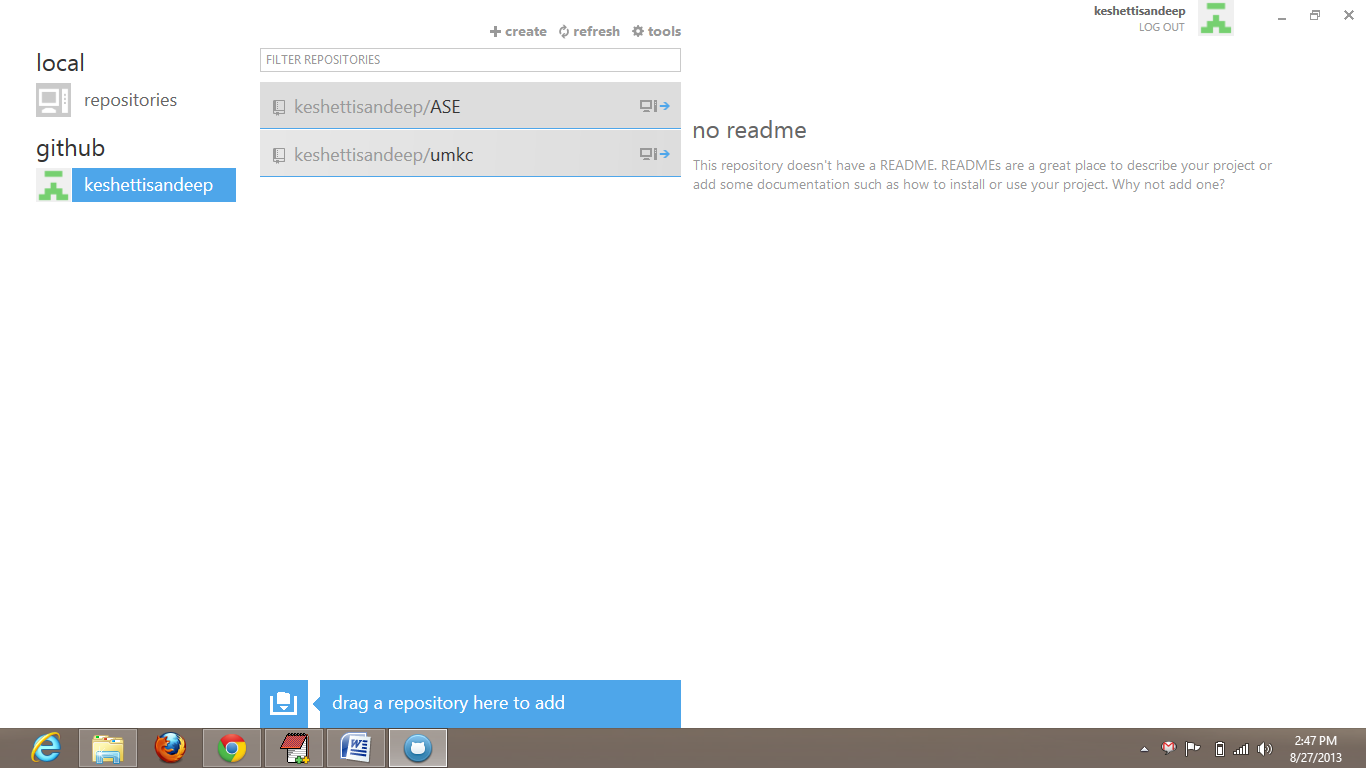 keshettisandeep
LOG OUT
create refresh tools
local
FILTER REPOSITORIES
repositories
keshettisandeep/ASE
keshettisandeep/umkc
github
keshettisandeep
no readme
This repository doesn't have a README. READMEs are a great place to describe your project or
add some documentation such as how to install or use your project. Why not add one?
drag a repository here to add
2:47 PM
8/27/2013